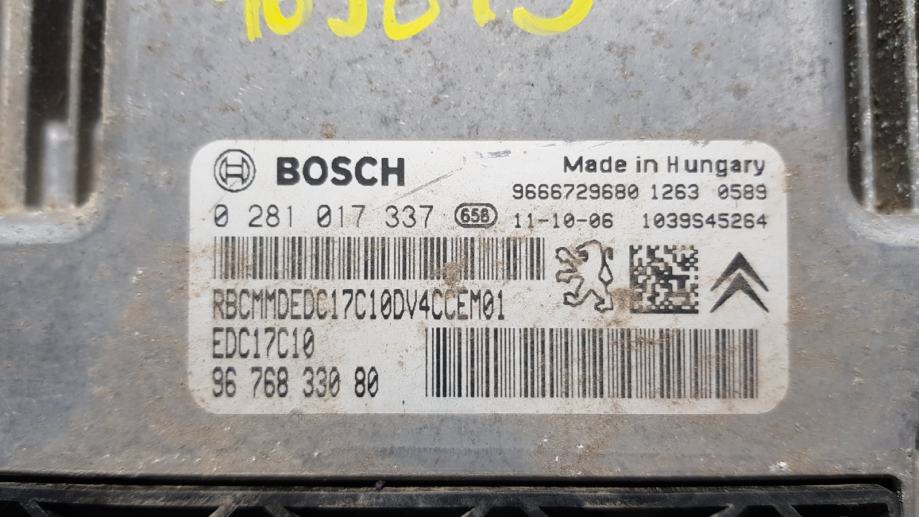 BOSCH
Made in Hungary
9666729680 1263 0589
0 281 017 337 658 11-10-06 1039S45264
RBCMMDEDC17C10DV4CCEM01
EDC17C10
96 768 330 80